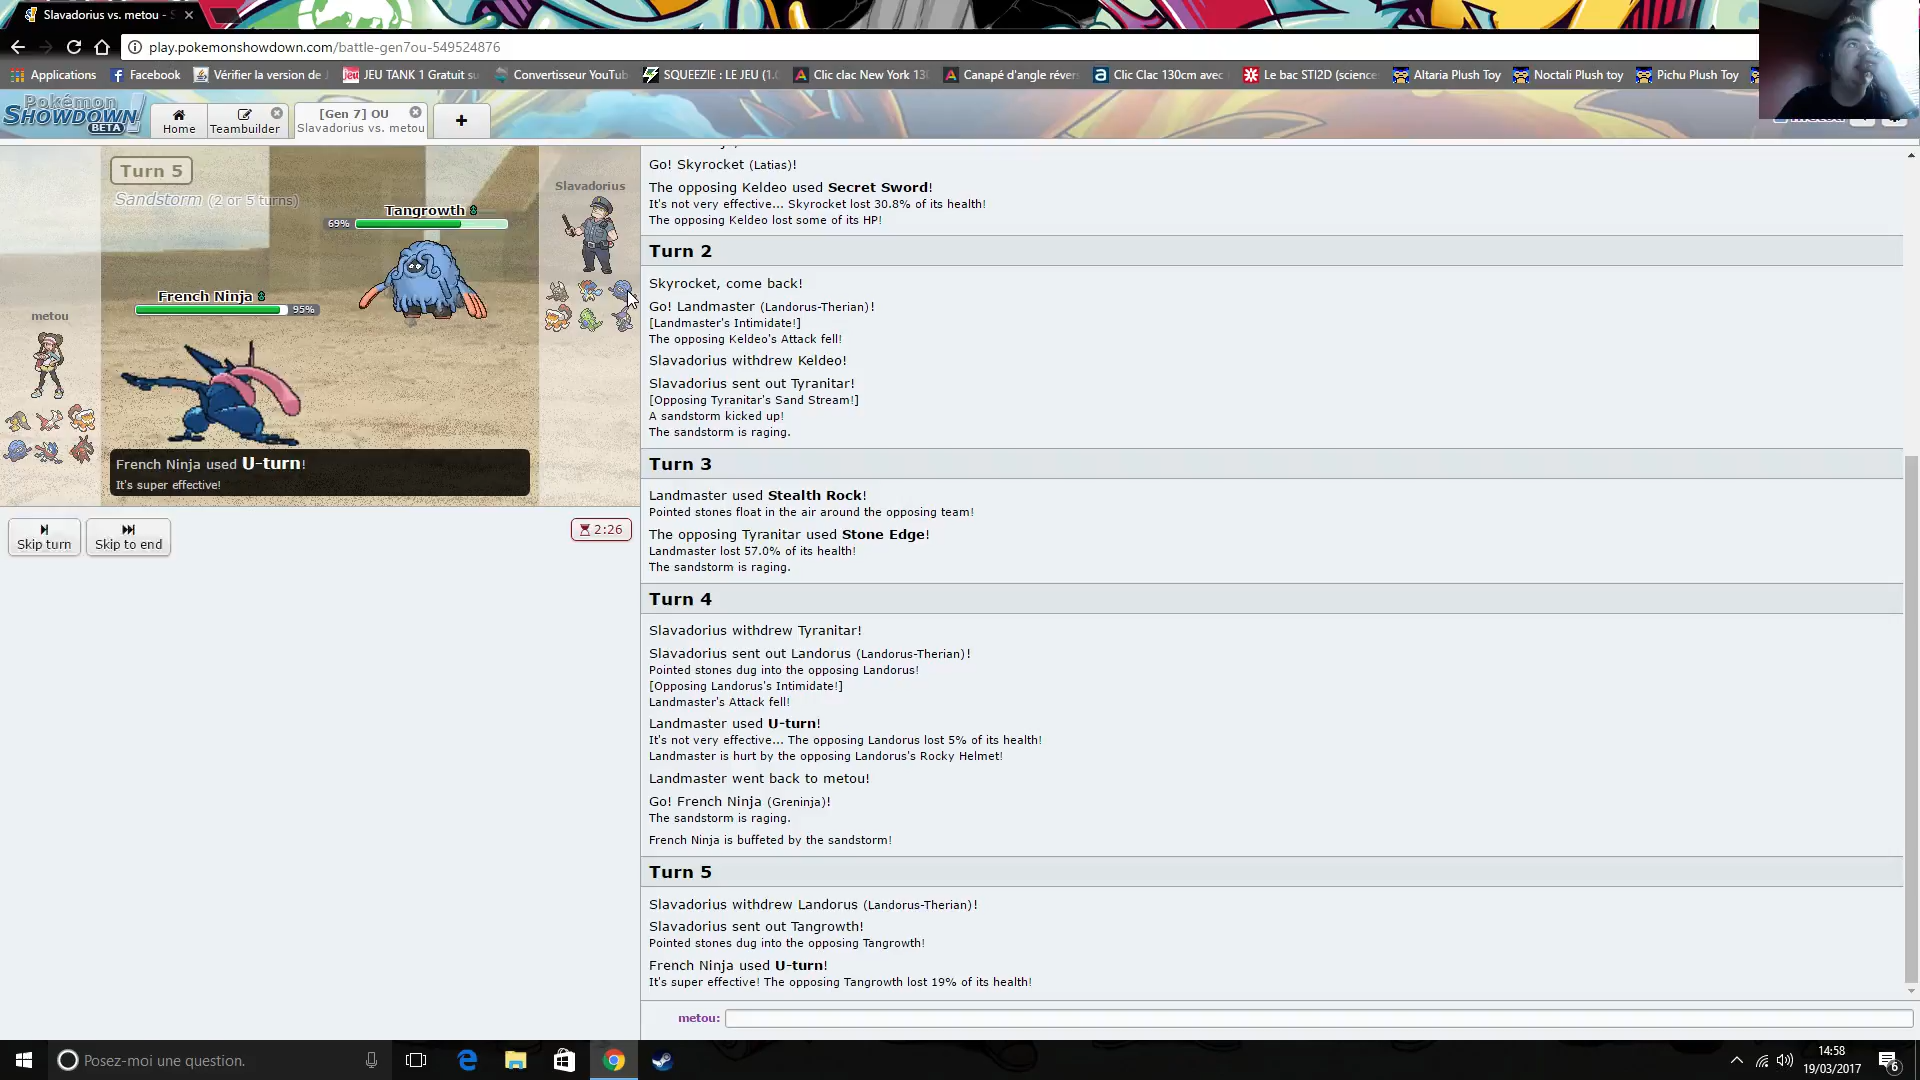 Slavadorius vs. metou - S
play.pokemonshowdown.com/battle-gen7ou-549524876
Applications
Facebook
Vérifier la version de J
JEU TANK 1 Gratuit su
Convertisseur YouTub
SQUEEZIE : LE JEU (1.0
Clic clac New York 13
Canapé d'angle révers
Clic Clac 130cm avec
Le bac STI2D (science
Altaria Plush Toy
Noctali Plush toy
Pichu Plush Toy
Pokémon
SHOWDOWN!
BETA
Home
Teambuilder
[Gen 7] OU
Slavadorius vs. metou
+
Turn 5
Sandstorm (2 or 5 turns)
Tangrowth
69%
Slavadorius
French Ninja
95%
metou
French Ninja used U-turn!
It's super effective!
Skip turn
Skip to end
2:26
Go! Skyrocket (Latias)!
The opposing Keldeo used Secret Sword!
It's not very effective... Skyrocket lost 30.8% of its health!
The opposing Keldeo lost some of its HP!
Turn 2
Skyrocket, come back!
Go! Landmaster (Landorus-Therian)!
[Landmaster's Intimidate!]
The opposing Keldeo's Attack fell!
Slavadorius withdrew Keldeo!
Slavadorius sent out Tyranitar!
[Opposing Tyranitar's Sand Stream!]
A sandstorm kicked up!
The sandstorm is raging.
Turn 3
Landmaster used Stealth Rock!
Pointed stones float in the air around the opposing team!
The opposing Tyranitar used Stone Edge!
Landmaster lost 57.0% of its health!
The sandstorm is raging.
Turn 4
Slavadorius withdrew Tyranitar!
Slavadorius sent out Landorus (Landorus-Therian)!
Pointed stones dug into the opposing Landorus!
[Opposing Landorus's Intimidate!]
Landmaster's Attack fell!
Landmaster used U-turn!
It's not very effective... The opposing Landorus lost 5% of its health!
Landmaster is hurt by the opposing Landorus's Rocky Helmet!
Landmaster went back to metou!
Go! French Ninja (Greninja)!
The sandstorm is raging.
French Ninja is buffeted by the sandstorm!
Turn 5
Slavadorius withdrew Landorus (Landorus-Therian)!
Slavadorius sent out Tangrowth!
Pointed stones dug into the opposing Tangrowth!
French Ninja used U-turn!
It's super effective! The opposing Tangrowth lost 19% of its health!
metou:
Posez-moi une question.
14:58
19/03/2017
6